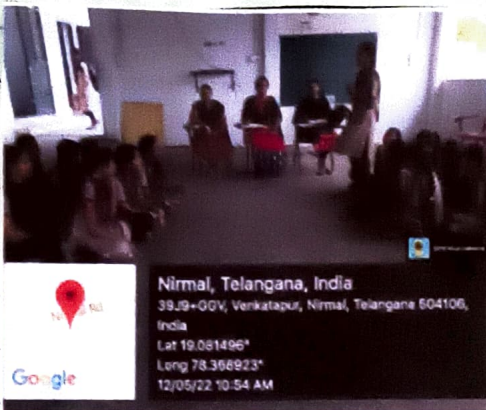 Nirmal, Telangana, India
39J9+GGV, Venkatapur, Nirmal, Telangana 504106,
India
Lat 19.081496°
Long 78.368923°
12/05/22 10:54 AM
Google